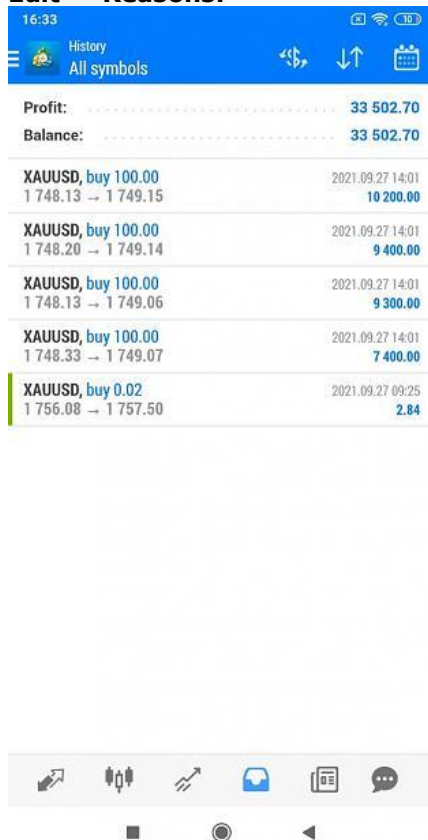 Edit Reasons:
16:33
10
History
All symbols
Profit: 33 502.70
Balance: 33 502.70
XAUUSD, buy 100.00 2021.09.27 14:01
1 748.13 → 1 749.15 10 200.00
XAUUSD, buy 100.00 2021.09.27 14:01
1 748.20 → 1 749.14 9 400.00
XAUUSD, buy 100.00 2021.09.27 14:01
1 748.13 → 1 749.06 9 300.00
XAUUSD, buy 100.00 2021.09.27 14:01
1 748.33 → 1 749.07 7 400.00
XAUUSD, buy 0.02 2021.09.27 09:25
1 756.08 → 1 757.50 2.84